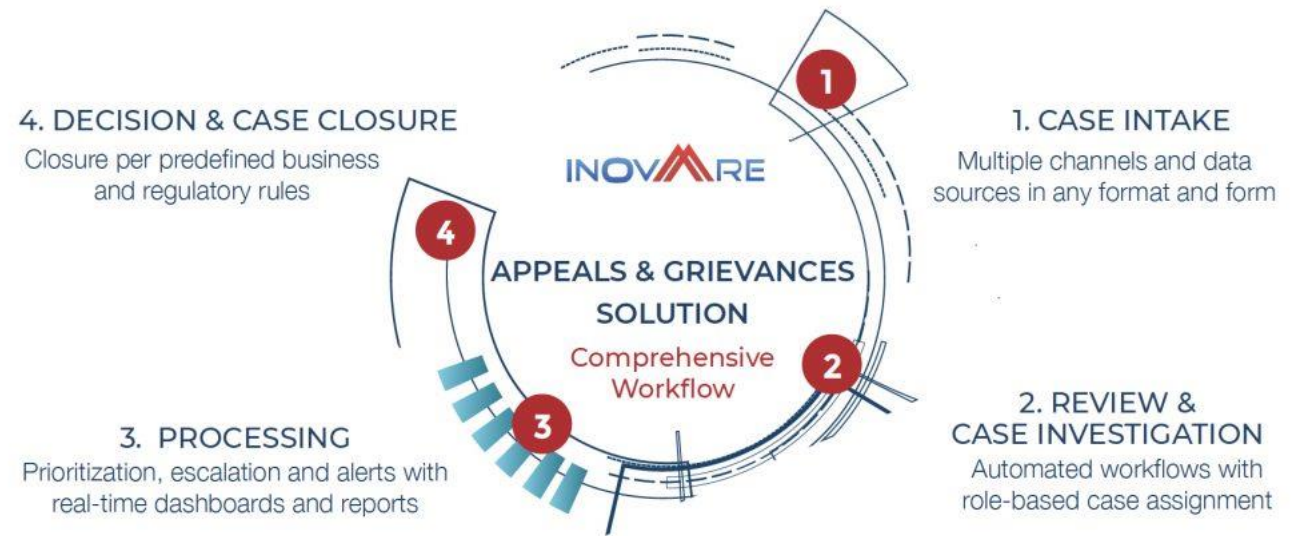 INOVAARE
APPEALS & GRIEVANCES
SOLUTION
Comprehensive
Workflow
1
1. CASE INTAKE
Multiple channels and data
sources in any format and form
2
2. REVIEW &
CASE INVESTIGATION
Automated workflows with
role-based case assignment
3
3. PROCESSING
Prioritization, escalation and alerts with
real-time dashboards and reports
4
4. DECISION & CASE CLOSURE
Closure per predefined business
and regulatory rules